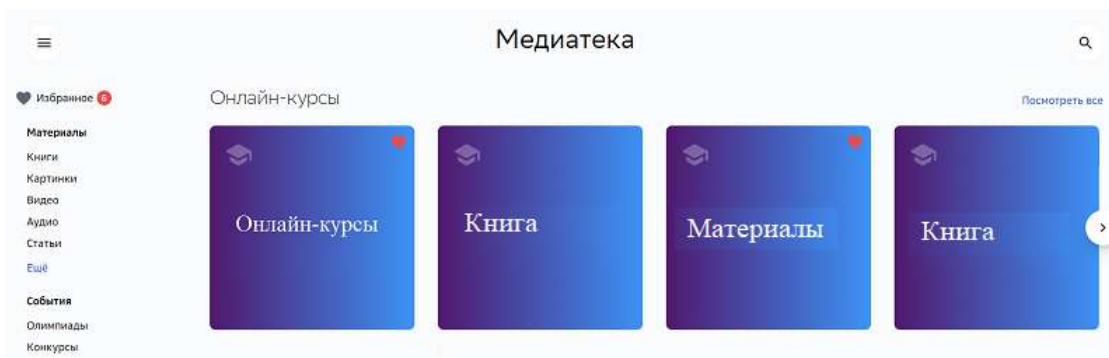 Медиатека
Избранное 6
Материалы
Книги
Картинки
Видео
Аудио
Статьи
Ещё
События
Олимпиады
Конкурсы
Онлайн-курсы
Посмотреть все
Онлайн-курсы
Книга
Материалы
Книга